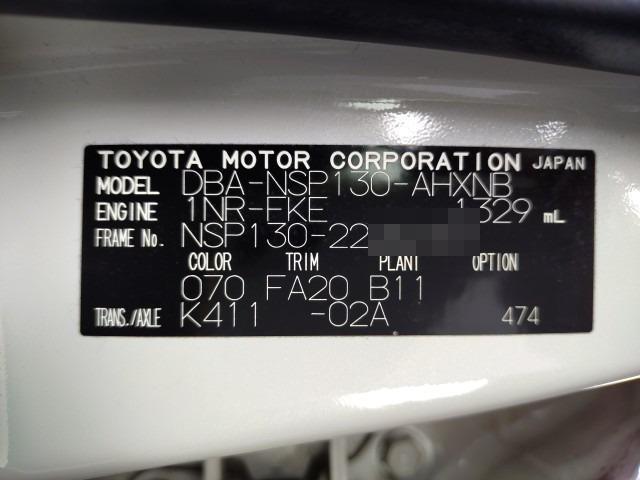 TOYOTA MOTOR CORPORATION JAPAN
MODEL DBA-NSP130-AHXNB
ENGINE 1NR-FKE 1329 mL
FRAME No. NSP130-22
COLOR TRIM PLANT OPTION
070 FA20 B11
TRANS./AXLE K411 -02A 474